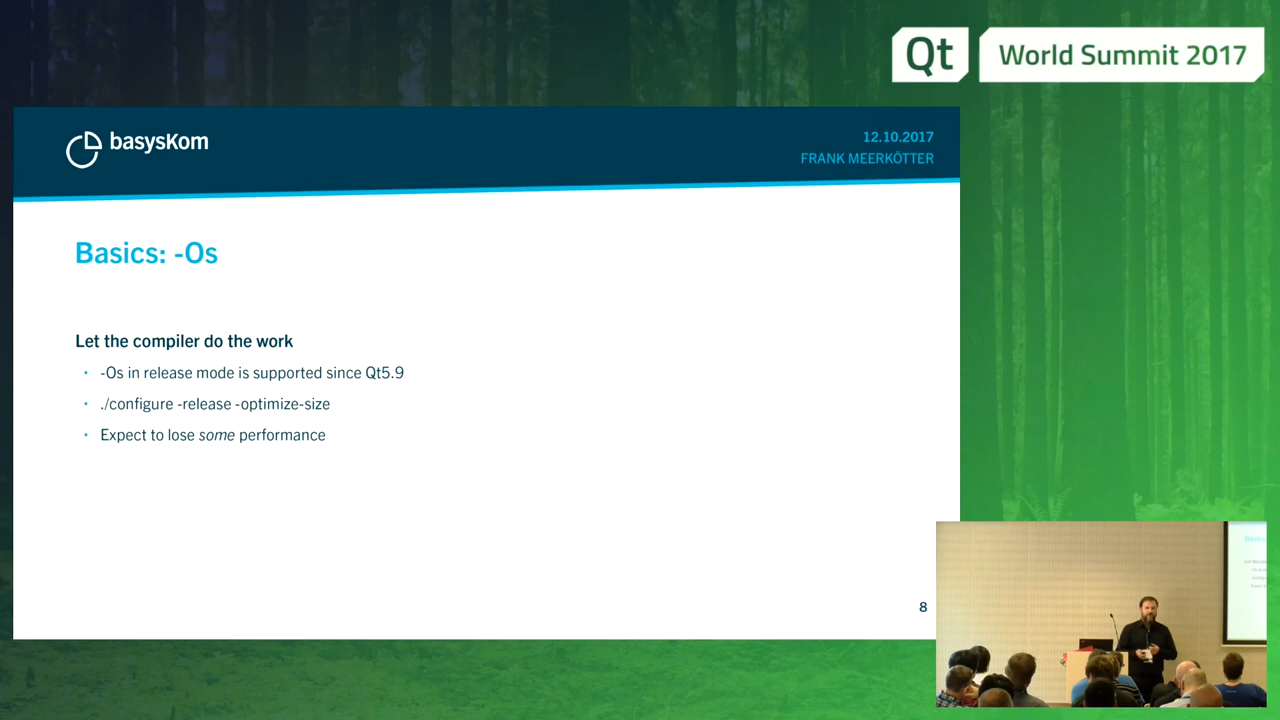 Qt World Summit 2017
basysKom
12.10.2017
FRANK MEERKÖTTER
Basics: -Os
Let the compiler do the work
• -Os in release mode is supported since Qt5.9
• ./configure -release -optimize-size
• Expect to lose some performance
8